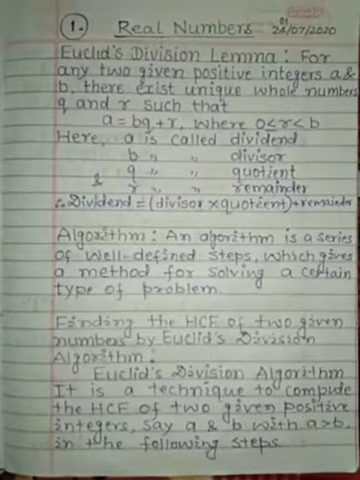 1. Real Numbers 01
24/07/2020
Euclid's Division Lemma: For
any two given positive integers a &
b, there exist unique whole numbers
q and r such that
a = bq+r, where 0≤r<b
Here, a is called dividend
b ,, ,, divisor
q ,, ,, quotient
& r ,, ,, remainder
∴ Dividend = (divisor × quotient) + remainder
Algorithm: An algorithm is a series
of well-defined steps, which gives
a method for solving a certain
type of problem.
Finding the HCF of two given
numbers by Euclid's Division
Algorithm:
Euclid's Division Algorithm
It is a technique to compute
the HCF of two given positive
integers, say a & b with a>b,
in the following steps.